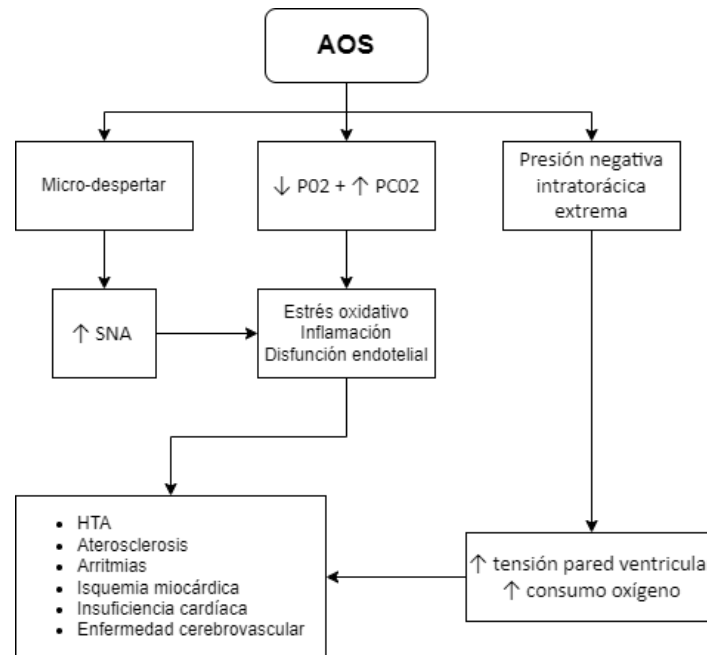 AOS
Micro-despertar
↓ PO2 + ↑ PCO2
Presión negativa
intratorácica
extrema
↑ SNA
Estrés oxidativo
Inflamación
Disfunción endotelial
• HTA
• Aterosclerosis
• Arritmias
• Isquemia miocárdica
• Insuficiencia cardíaca
• Enfermedad cerebrovascular
↑ tensión pared ventricular
↑ consumo oxígeno